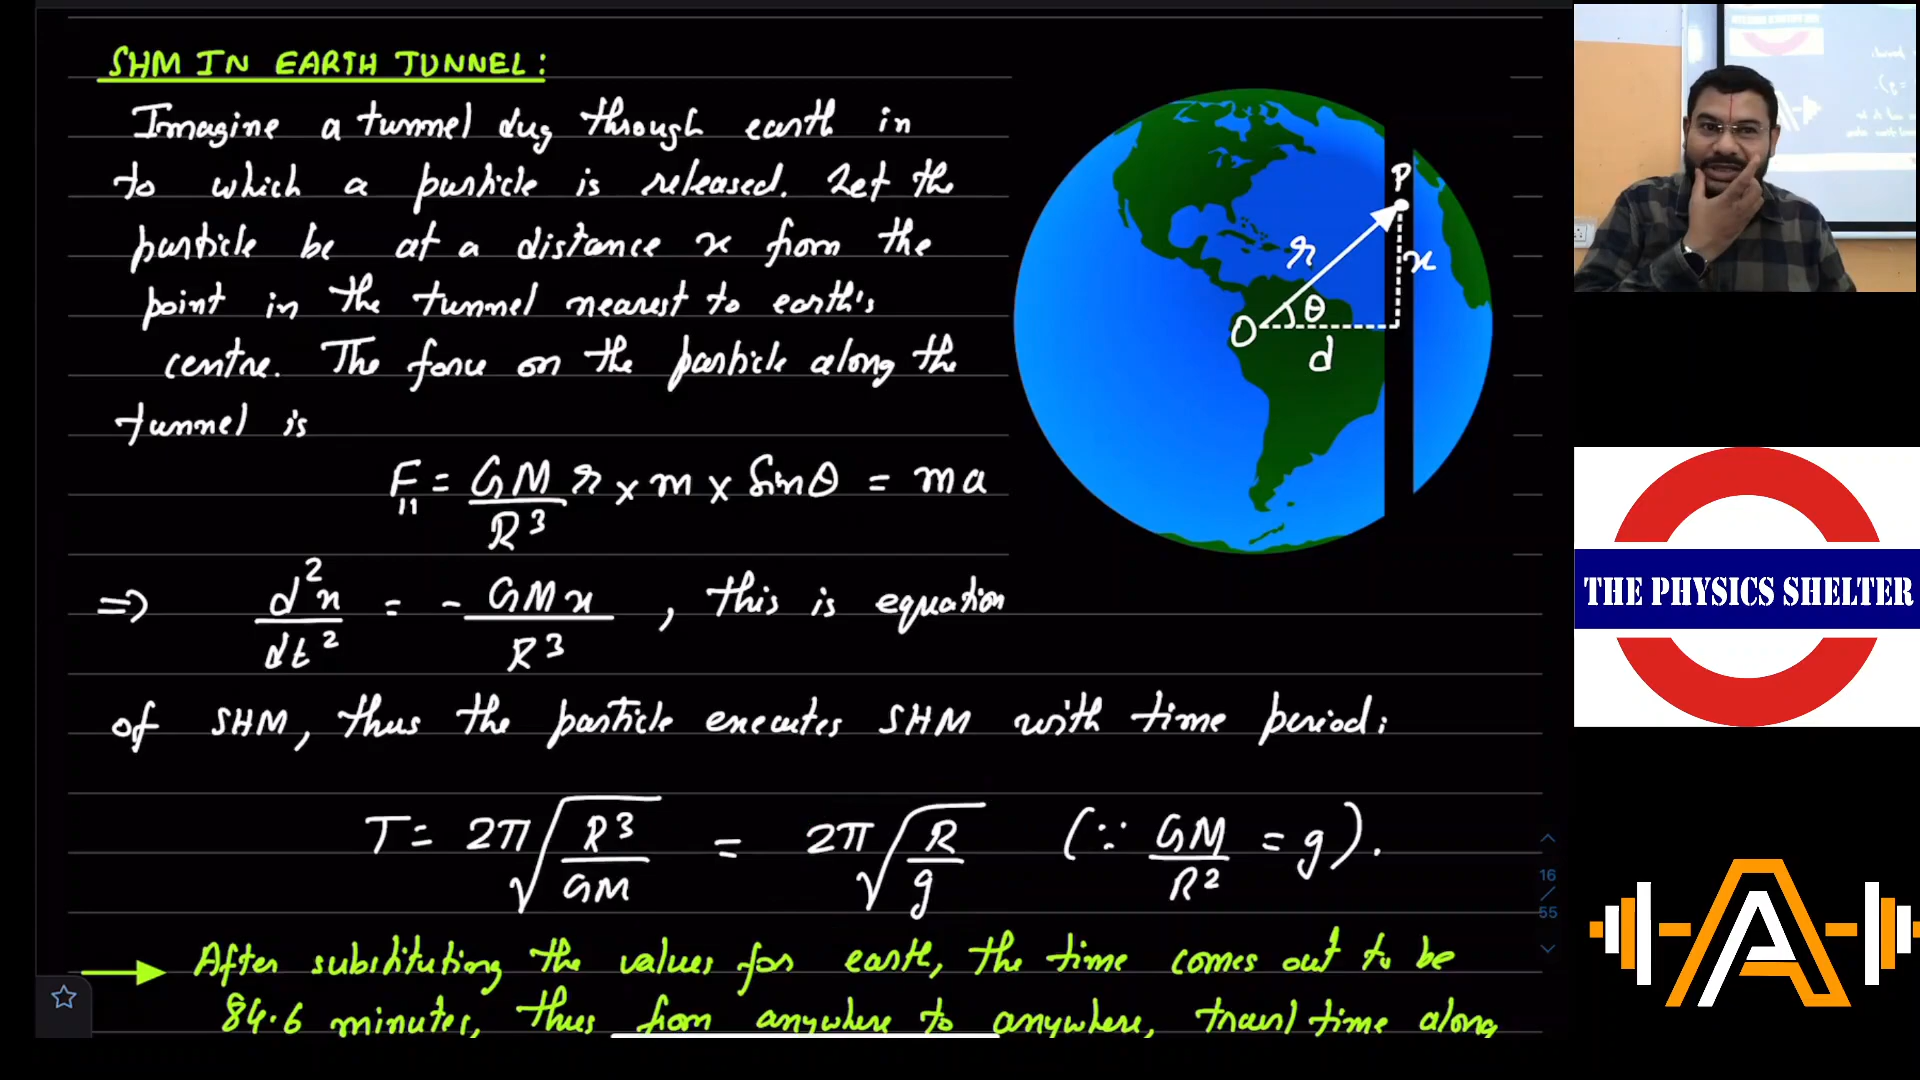 SHM IN EARTH TUNNEL:
Imagine a tunnel dug through earth in
to which a particle is released. Let the
particle be at a distance x from the
point in the tunnel nearest to earth's
centre. The force on the particle along the
tunnel is
F₁₁ = GM/R³ r × m × Sinθ = ma
⇒ d²x/dt² = - GMx/R³ , this is equation
of SHM, thus the particle executes SHM with time period:
T = 2π√(R³/GM) = 2π√(R/g) (∵ GM/R² = g).
→ After substituting the values for earth, the time comes out to be
84.6 minutes, thus from anywhere to anywhere, travel time along
P
r
x
θ
O
d
16
/
55
THE PHYSICS SHELTER
A